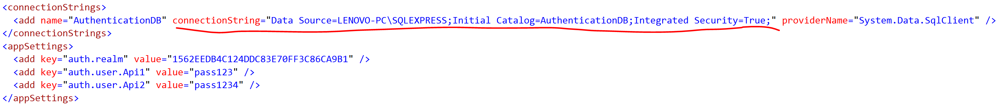 <connectionStrings>
<add name="AuthenticationDB" connectionString="Data Source=LENOVO-PC\SQLEXPRESS;Initial Catalog=AuthenticationDB;Integrated Security=True;" providerName="System.Data.SqlClient" />
</connectionStrings>
<appSettings>
<add key="auth.realm" value="1562EEDB4C124DDC83E70FF3C86CA9B1" />
<add key="auth.user.Api1" value="pass123" />
<add key="auth.user.Api2" value="pass1234" />
</appSettings>